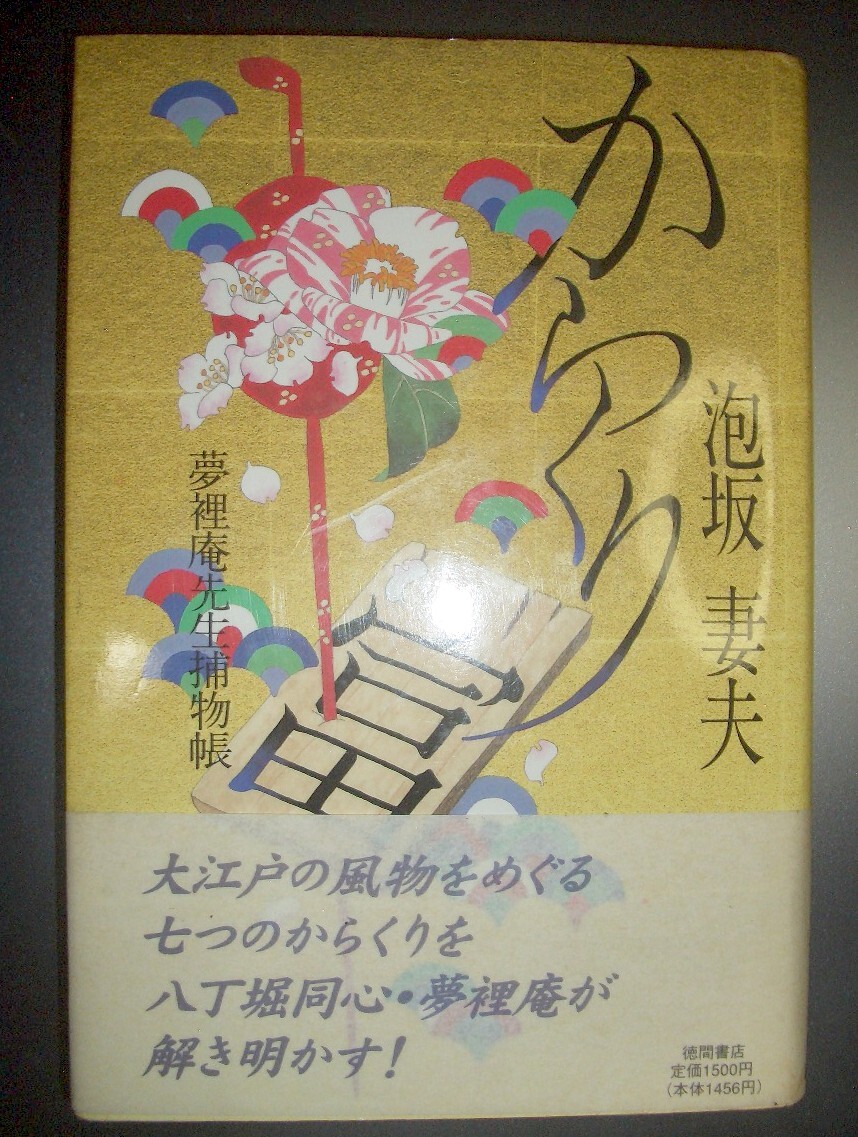 からくり
泡坂 妻夫
夢裡庵先生捕物帳
富
大江戸の風物をめぐる
七つのからくりを
八丁堀同心・夢裡庵が
解き明かす!
徳間書店
定価1500円
(本体1456円)